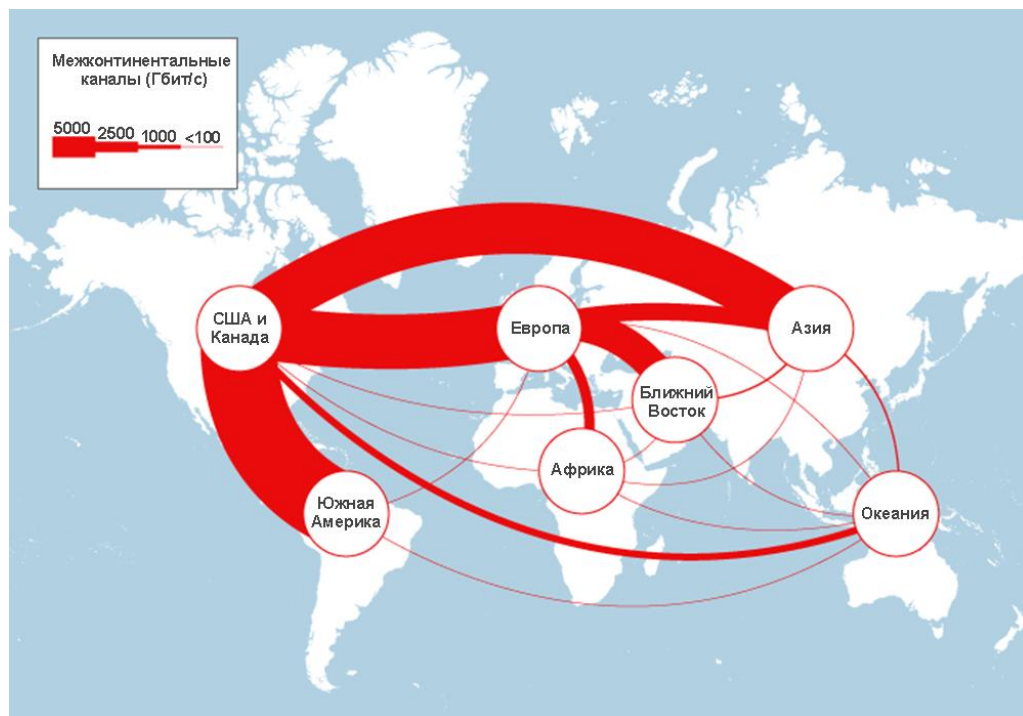 Межконтинентальные
каналы (Гбит/с)
5000 2500 1000 <100
США и
Канада
Европа
Азия
Ближний
Восток
Африка
Южная
Америка
Океания